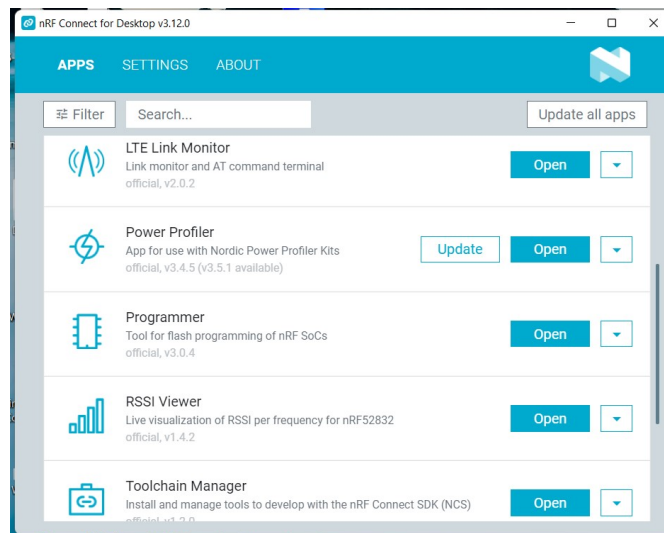 nRF Connect for Desktop v3.12.0
APPS SETTINGS ABOUT
Filter Search... Update all apps
LTE Link Monitor
Link monitor and AT command terminal
official, v2.0.2
Open
Power Profiler
App for use with Nordic Power Profiler Kits
official, v3.4.5 (v3.5.1 available)
Update Open
Programmer
Tool for flash programming of nRF SoCs
official, v3.0.4
Open
RSSI Viewer
Live visualization of RSSI per frequency for nRF52832
official, v1.4.2
Open
Toolchain Manager
Install and manage tools to develop with the nRF Connect SDK (NCS)
Open